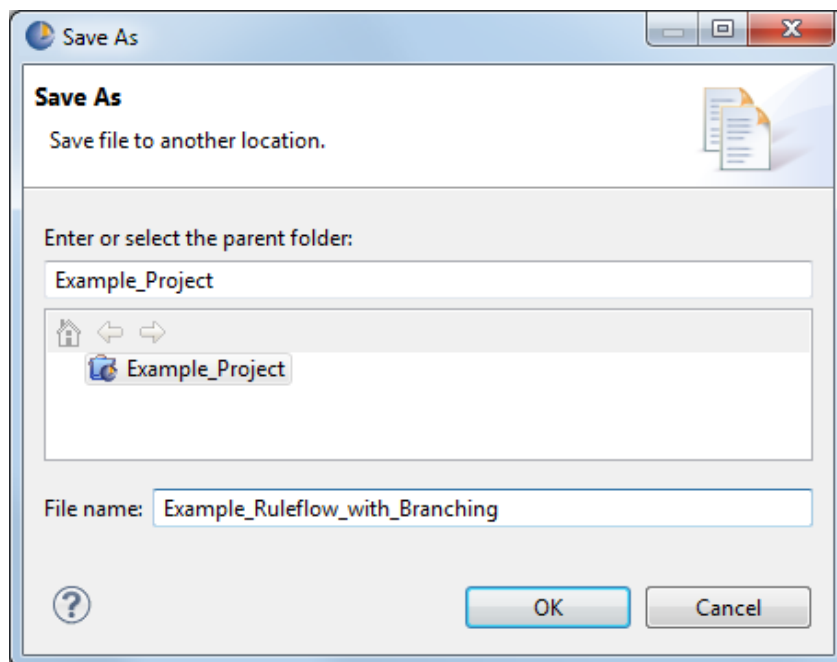 Save As
Save As
Save file to another location.
Enter or select the parent folder:
Example_Project
Example_Project
File name: Example_Ruleflow_with_Branching
? OK Cancel